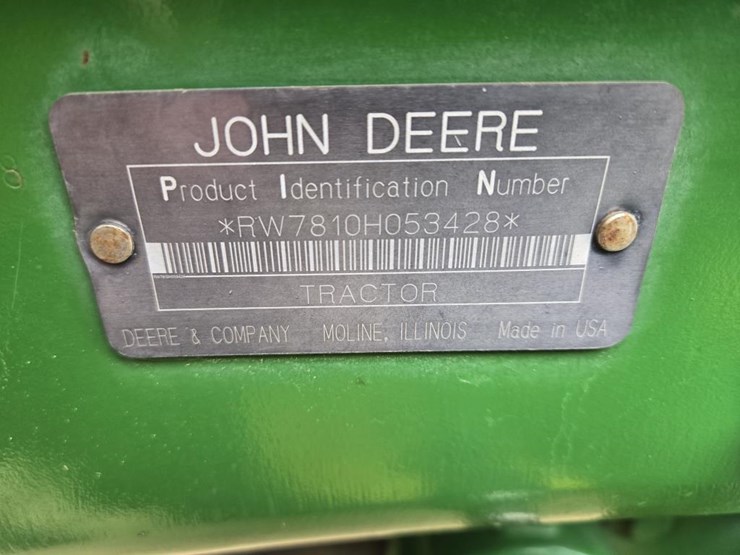 JOHN DEERE
Product Identification Number
*RW7810H053428*
TRACTOR
DEERE & COMPANY MOLINE, ILLINOIS Made in USA